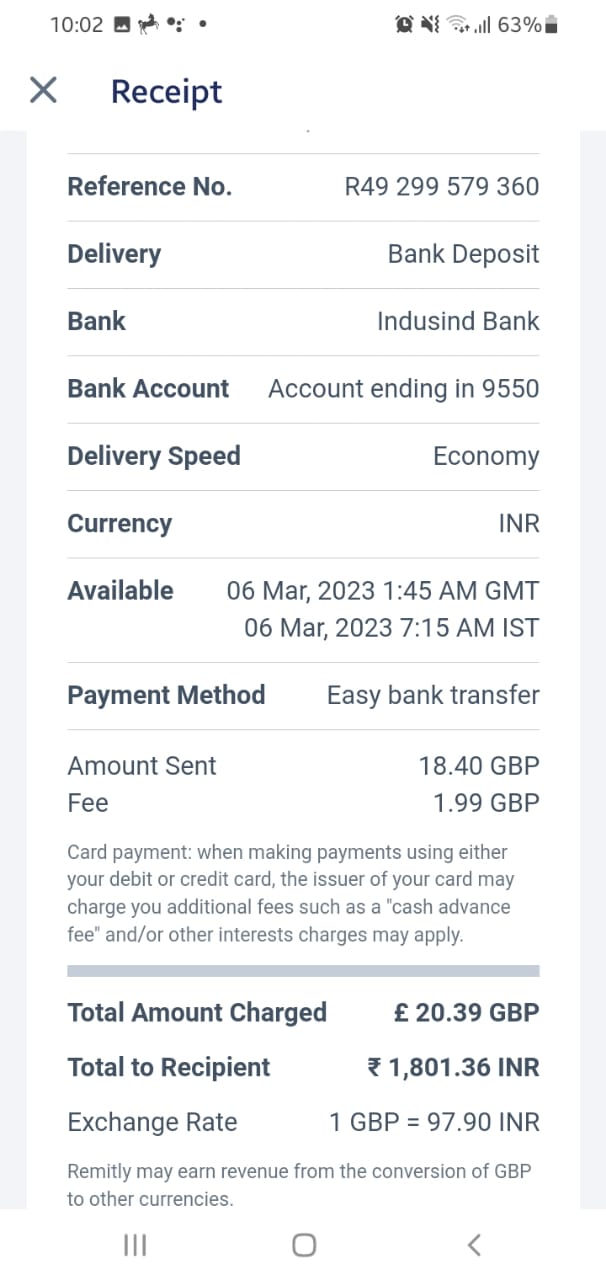 10:02
63%
Receipt
Reference No. R49 299 579 360
Delivery Bank Deposit
Bank Indusind Bank
Bank Account Account ending in 9550
Delivery Speed Economy
Currency INR
Available 06 Mar, 2023 1:45 AM GMT
06 Mar, 2023 7:15 AM IST
Payment Method Easy bank transfer
Amount Sent 18.40 GBP
Fee 1.99 GBP
Card payment: when making payments using either
your debit or credit card, the issuer of your card may
charge you additional fees such as a "cash advance
fee" and/or other interests charges may apply.
Total Amount Charged £ 20.39 GBP
Total to Recipient ₹ 1,801.36 INR
Exchange Rate 1 GBP = 97.90 INR
Remitly may earn revenue from the conversion of GBP
to other currencies.